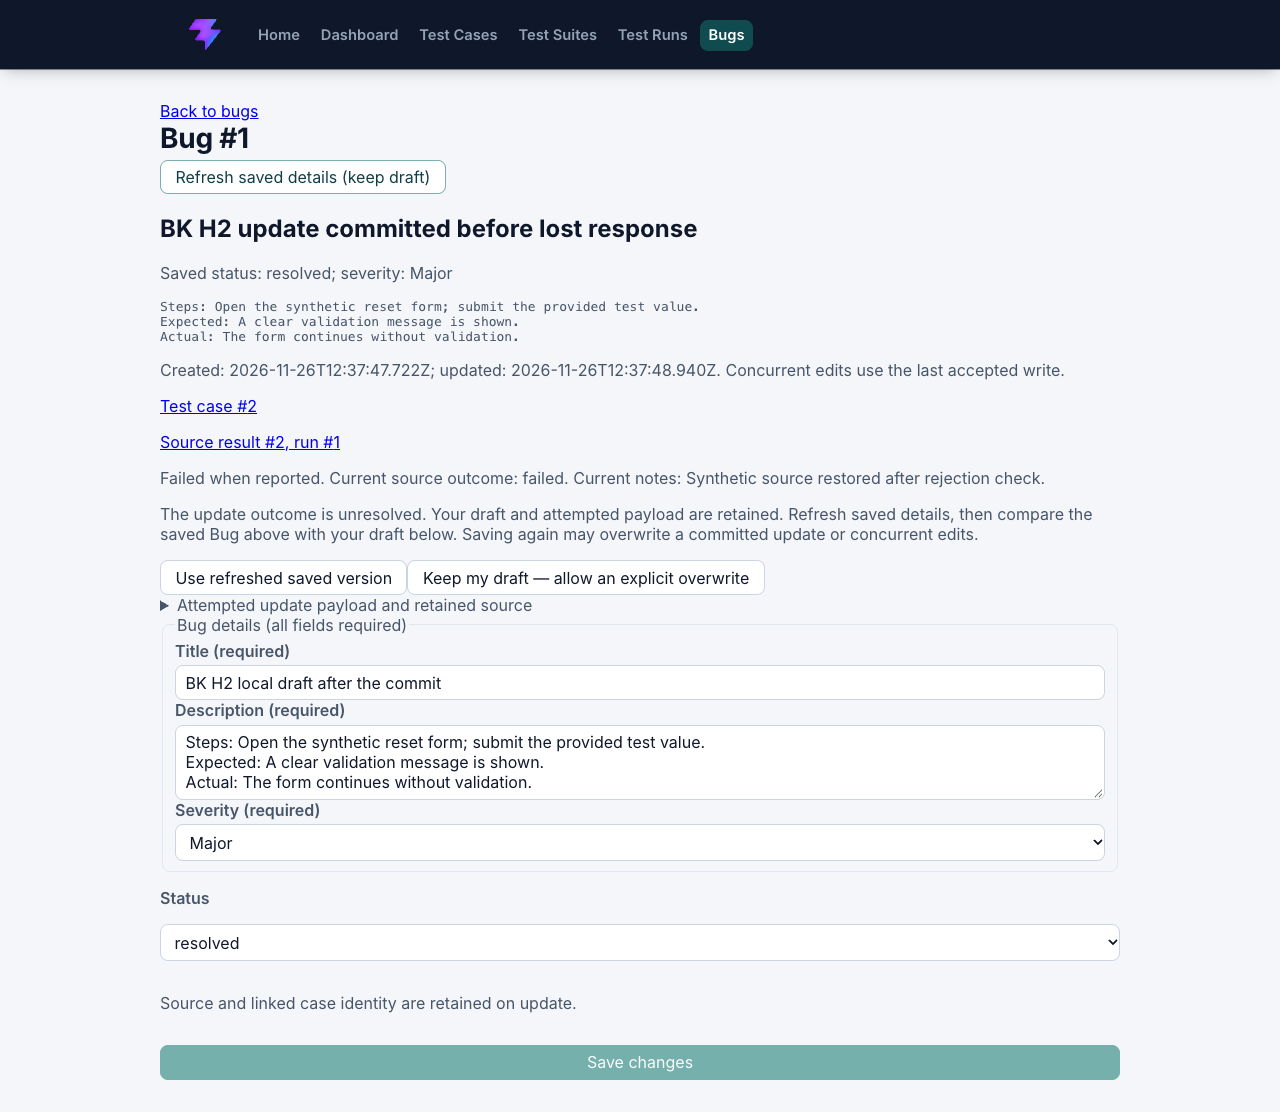 Home Dashboard Test Cases Test Suites Test Runs Bugs
Back to bugs
Bug #1
Refresh saved details (keep draft)
BK H2 update committed before lost response
Saved status: resolved; severity: Major
Steps: Open the synthetic reset form; submit the provided test value.
Expected: A clear validation message is shown.
Actual: The form continues without validation.
Created: 2026-11-26T12:37:47.722Z; updated: 2026-11-26T12:37:48.940Z. Concurrent edits use the last accepted write.
Test case #2
Source result #2, run #1
Failed when reported. Current source outcome: failed. Current notes: Synthetic source restored after rejection check.
The update outcome is unresolved. Your draft and attempted payload are retained. Refresh saved details, then compare the
saved Bug above with your draft below. Saving again may overwrite a committed update or concurrent edits.
Use refreshed saved version Keep my draft — allow an explicit overwrite
Attempted update payload and retained source
Bug details (all fields required)
Title (required)
BK H2 local draft after the commit
Description (required)
Steps: Open the synthetic reset form; submit the provided test value.
Expected: A clear validation message is shown.
Actual: The form continues without validation.
Severity (required)
Major
Status
resolved
Source and linked case identity are retained on update.
Save changes